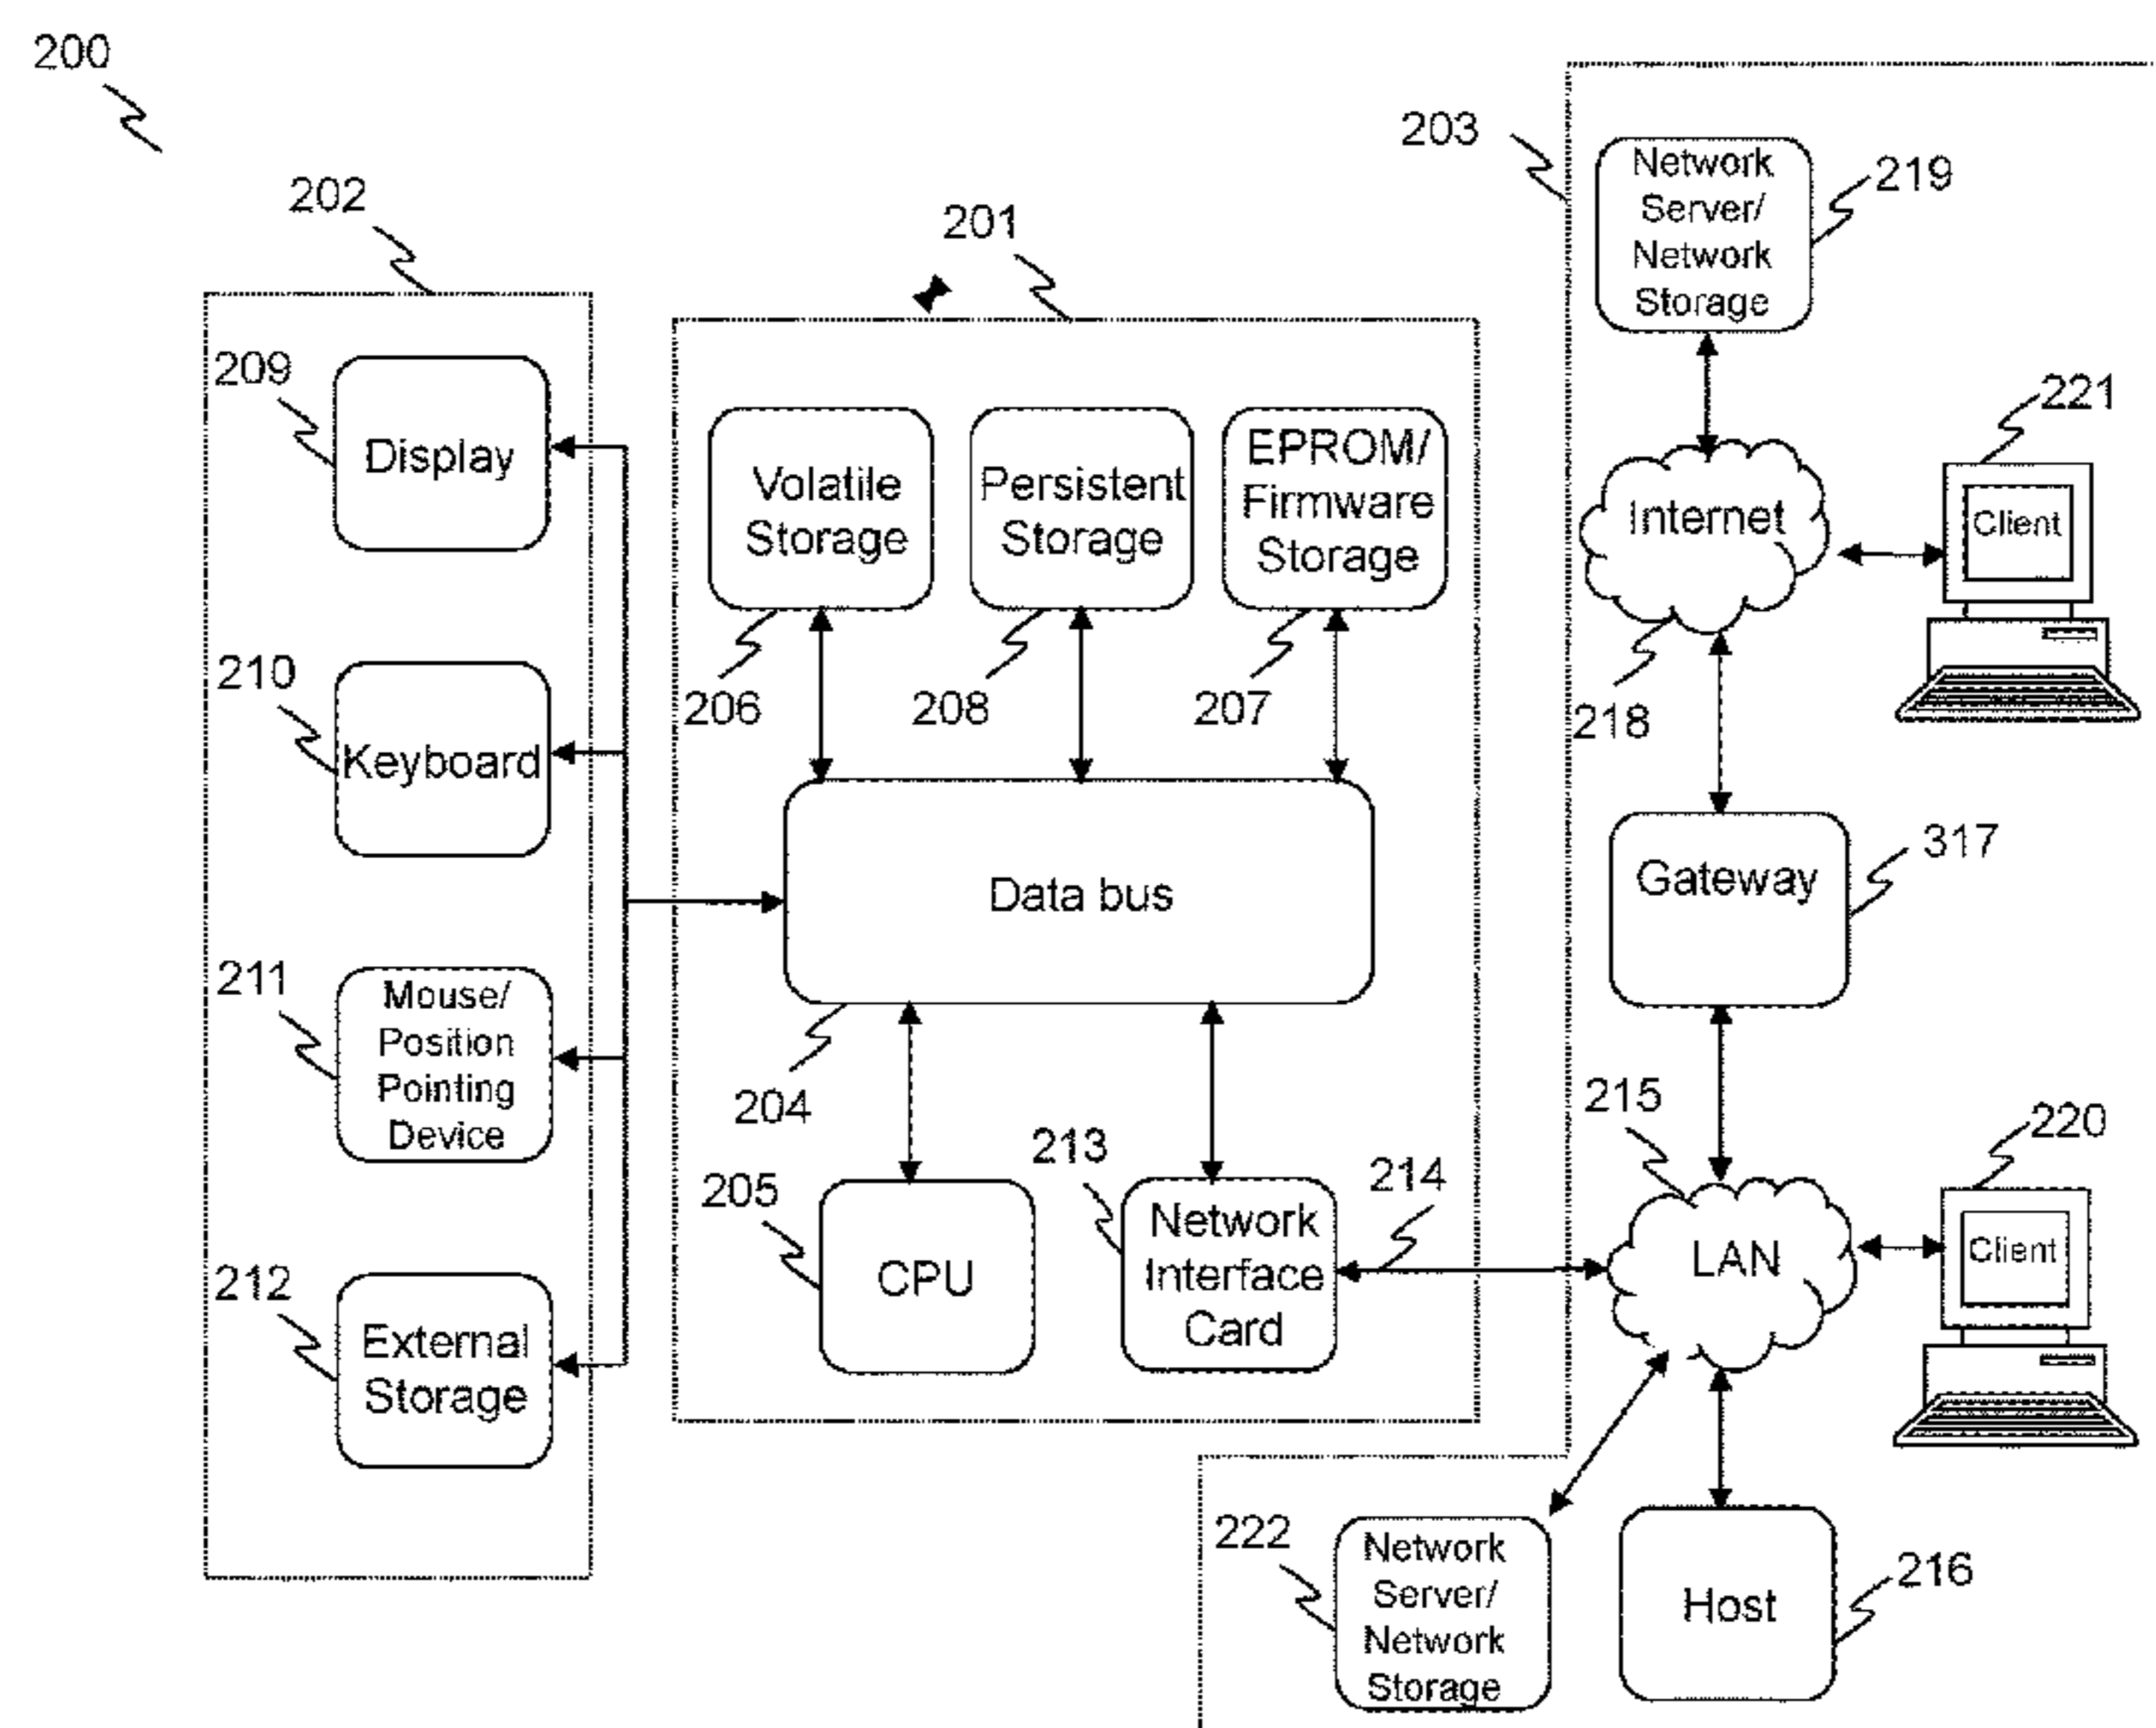 200
202
209
Display
210
Keyboard
211
Mouse/
Position
Pointing
Device
212
External
Storage
201
Volatile
Storage
206
Persistent
Storage
208
EPROM/
Firmware
Storage
207
Data bus
204
205
CPU
213
Network
Interface
Card
214
203
Network
Server/
Network
Storage
219
Internet
218
221
Client
Gateway
317
215
LAN
220
Client
222
Network
Server/
Network
Storage
Host
216